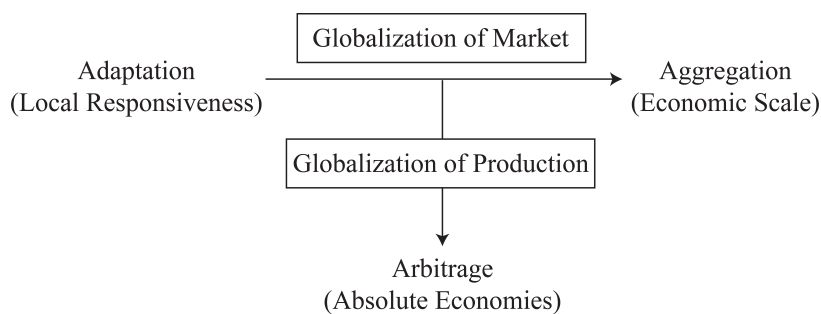 Globalization of Market
Adaptation
(Local Responsiveness)
Aggregation
(Economic Scale)
Globalization of Production
Arbitrage
(Absolute Economies)